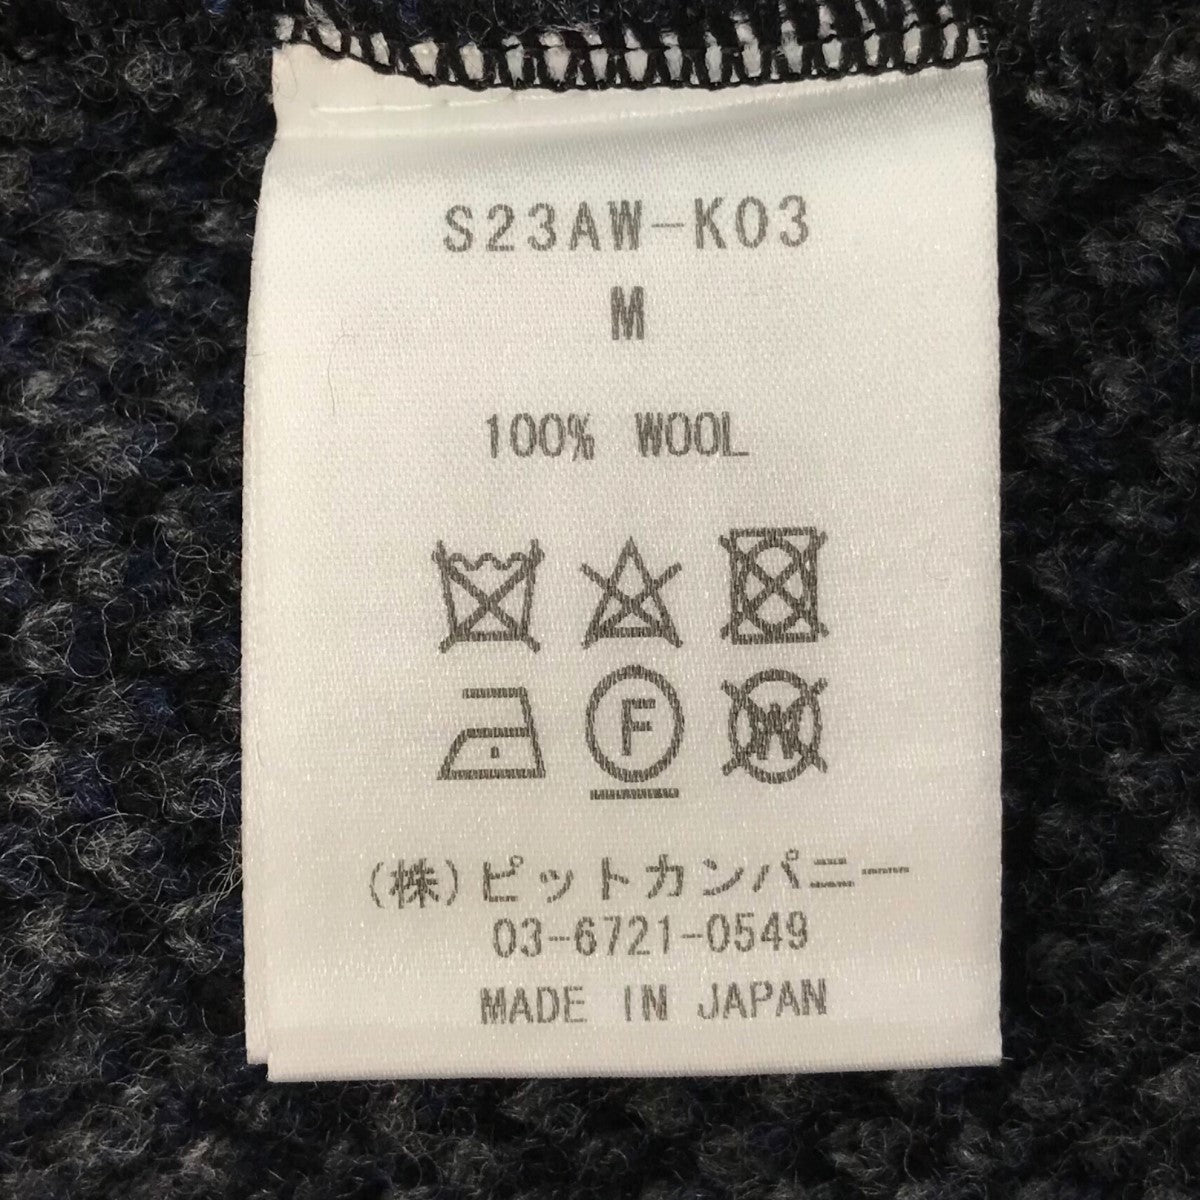 S23AW-K03
M
100% WOOL
F W
(株)ピットカンパニー
03-6721-0549
MADE IN JAPAN